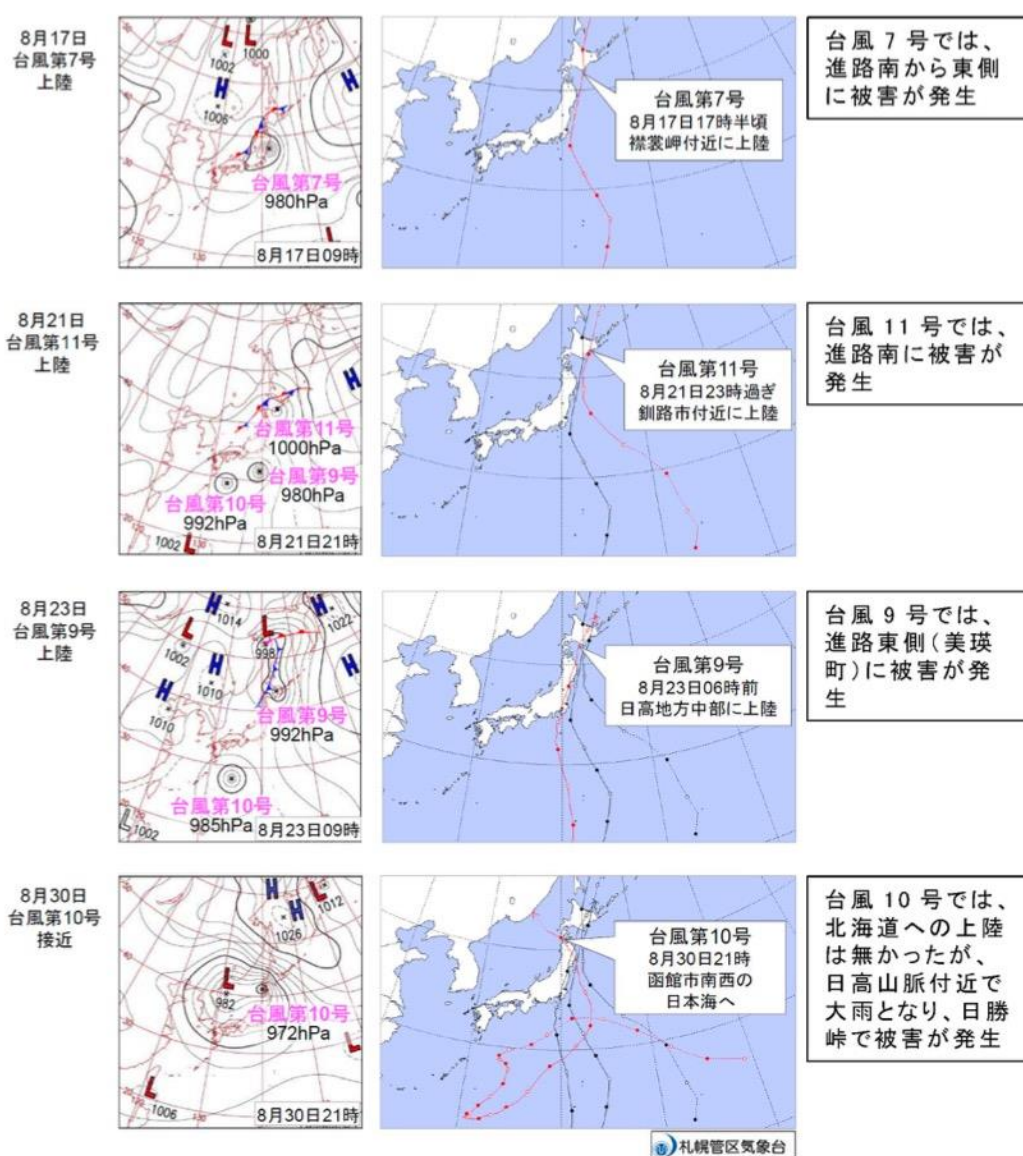 8月17日
台風第7号
上陸
L
L
1000
1002
H
H
1006
台風第7号
980hPa
L
130
8月17日09時
台風第7号
8月17日17時半頃
襟裳岬付近に上陸
台風 7 号では、
進路南から東側
に被害が発生
8月21日
台風第11号
上陸
H
台風第11号
1000hPa
台風第9号
980hPa
台風第10号
992hPa
1002
L
130
8月21日21時
台風第11号
8月21日23時過ぎ
釧路市付近に上陸
台風 11 号では、
進路南に被害が
発生
8月23日
台風第9号
上陸
H
1014
L
H
1022
L
1002
998
H
H
H
1010
1010
台風第9号
992hPa
台風第10号
985hPa
L
1002
8月23日09時
台風第9号
8月23日06時前
日高地方中部に上陸
台風 9 号では、
進路東側(美瑛
町)に被害が発
生
8月30日
台風第10号
接近
H
L
H
1012
1026
L
982
台風第10号
972hPa
L
L
1006
130
8月30日21時
台風第10号
8月30日21時
函館市南西の
日本海へ
台風 10 号では、
北海道への上陸
は無かったが、
日高山脈付近で
大雨となり、日勝
峠で被害が発生
札幌管区気象台